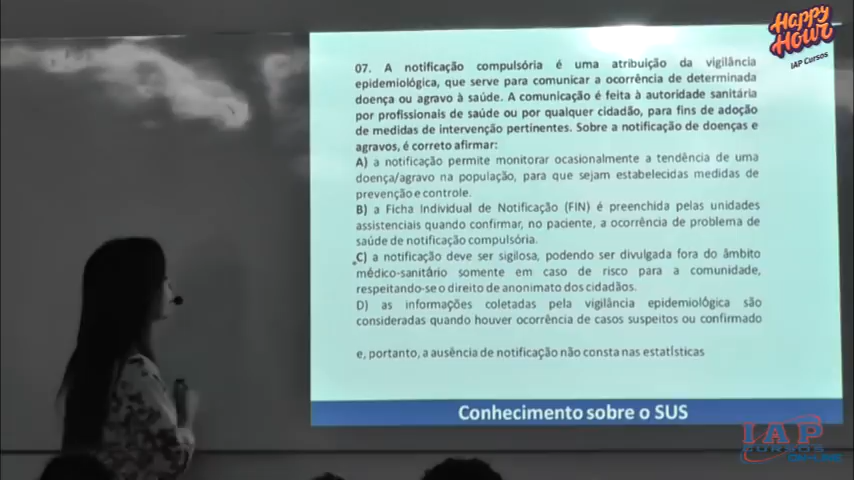 Happy
Hour
IAP Cursos
07. A notificação compulsória é uma atribuição da vigilância
epidemiológica, que serve para comunicar a ocorrência de determinada
doença ou agravo à saúde. A comunicação é feita à autoridade sanitária
por profissionais de saúde ou por qualquer cidadão, para fins de adoção
de medidas de intervenção pertinentes. Sobre a notificação de doenças e
agravos, é correto afirmar:
A) a notificação permite monitorar ocasionalmente a tendência de uma
doença/agravo na população, para que sejam estabelecidas medidas de
prevenção e controle.
B) a Ficha Individual de Notificação (FIN) é preenchida pelas unidades
assistenciais quando confirmar, no paciente, a ocorrência de problema de
saúde de notificação compulsória.
C) a notificação deve ser sigilosa, podendo ser divulgada fora do âmbito
médico-sanitário somente em caso de risco para a comunidade,
respeitando-se o direito de anonimato dos cidadãos.
D) as informações coletadas pela vigilância epidemiológica são
consideradas quando houver ocorrência de casos suspeitos ou confirmado
e, portanto, a ausência de notificação não consta nas estatísticas
Conhecimento sobre o SUS
IAP
CURSOS